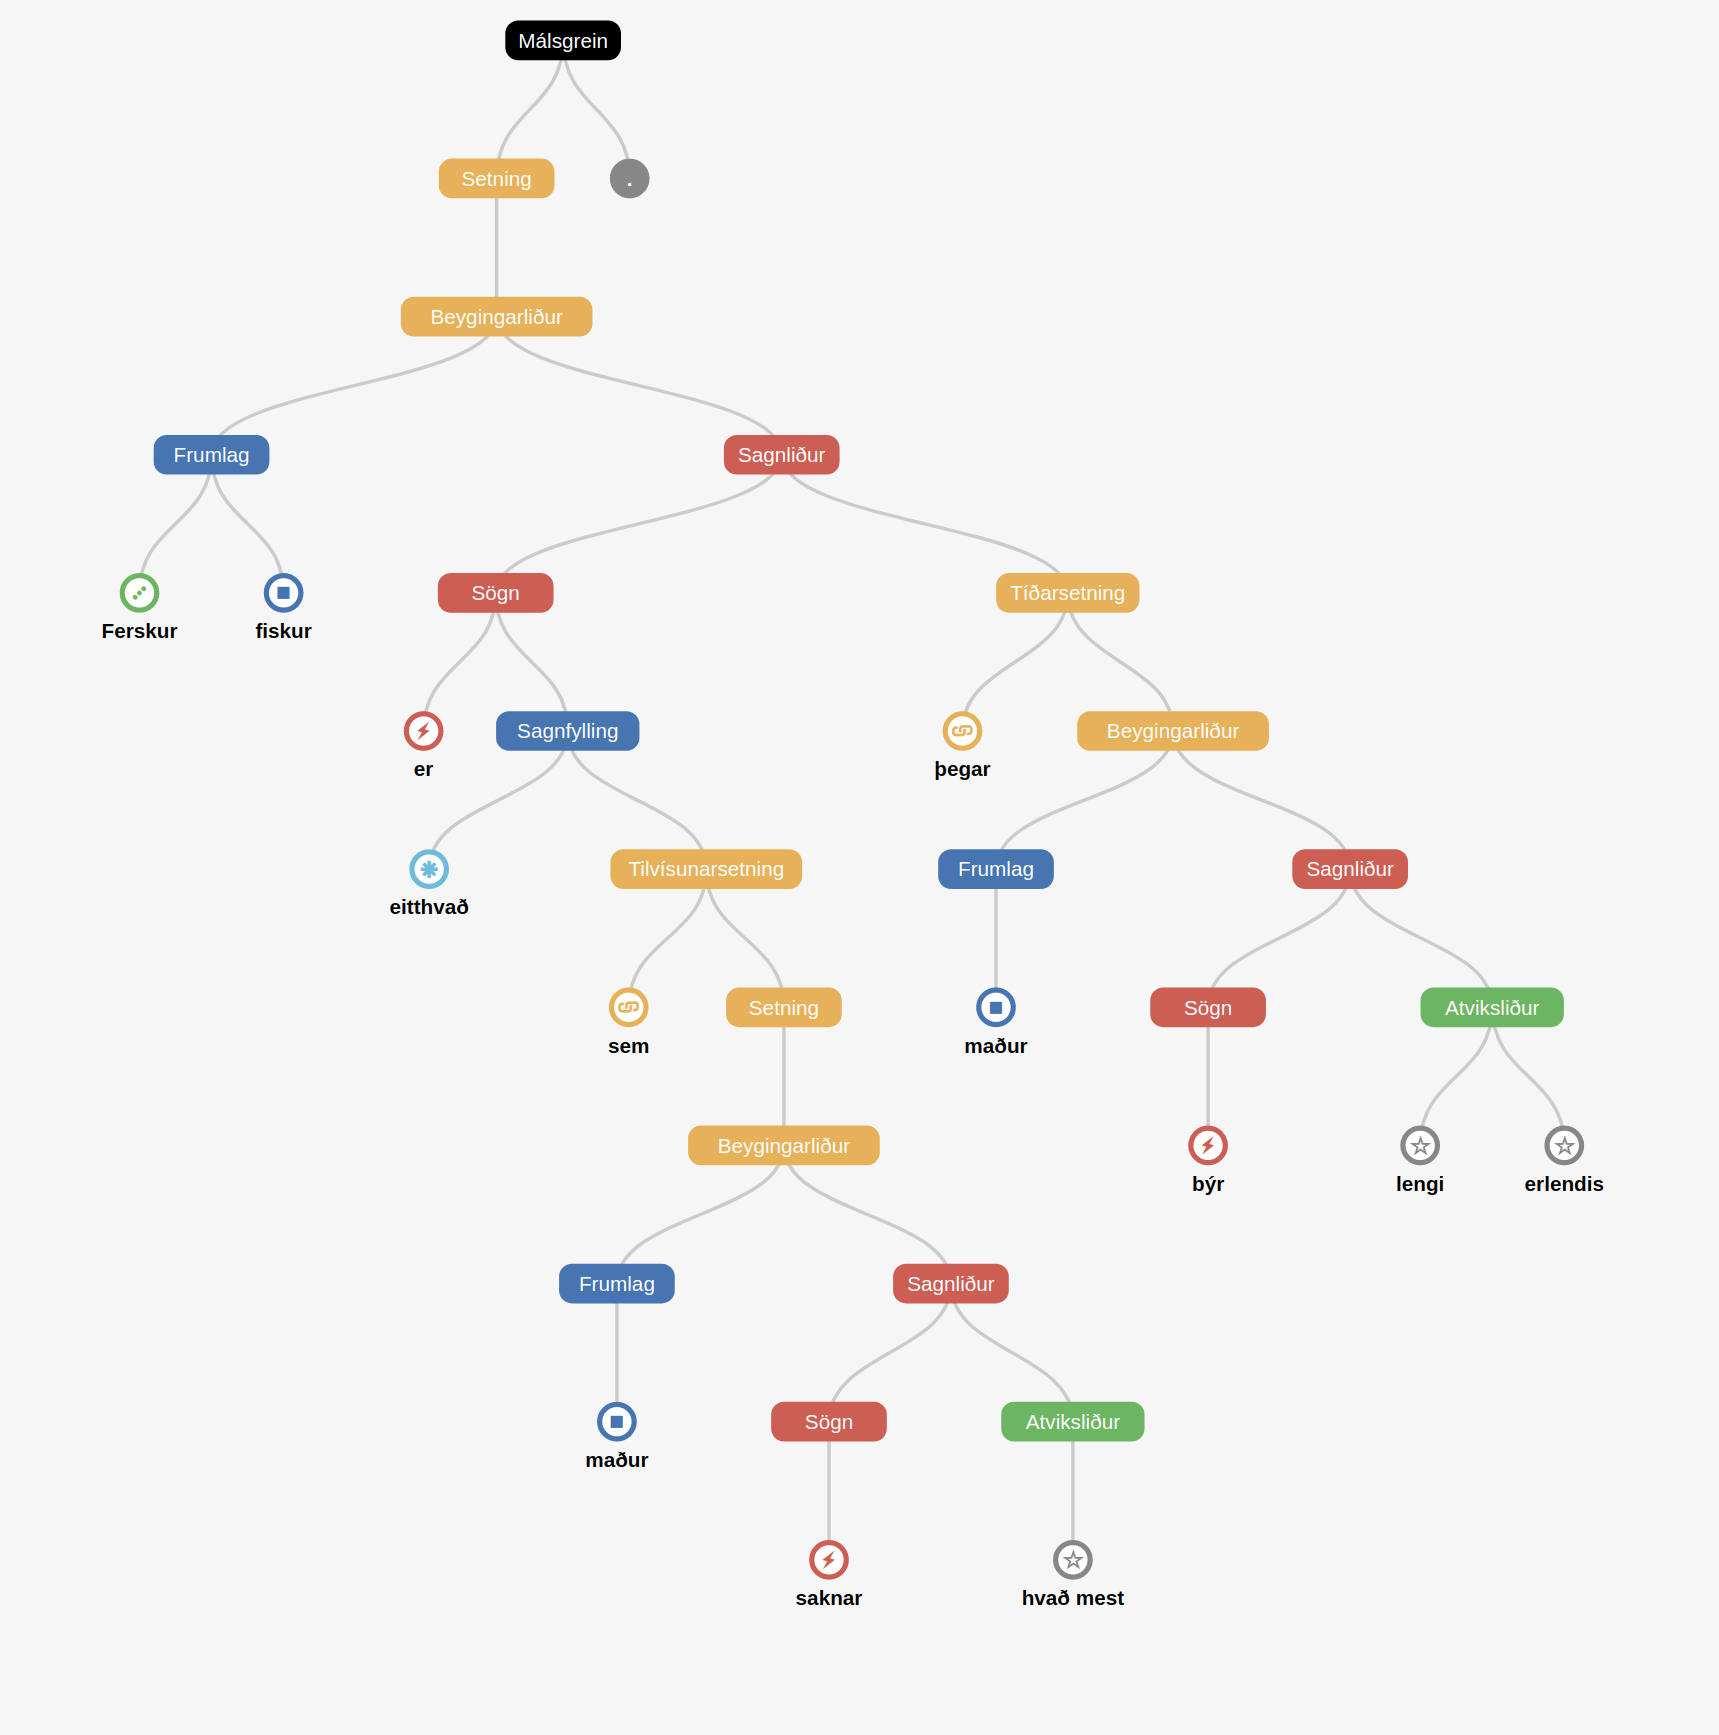 Málsgrein
Setning .
Beygingarliður
Frumlag Sagnliður
Sögn Tíðarsetning
Ferskur fiskur
Sagnfylling Beygingarliður
er þegar
Tilvísunarsetning Frumlag Sagnliður
eitthvað
Setning Sögn Atviksliður
sem maður
Beygingarliður
býr lengi erlendis
Frumlag Sagnliður
Sögn Atviksliður
maður
saknar hvað mest